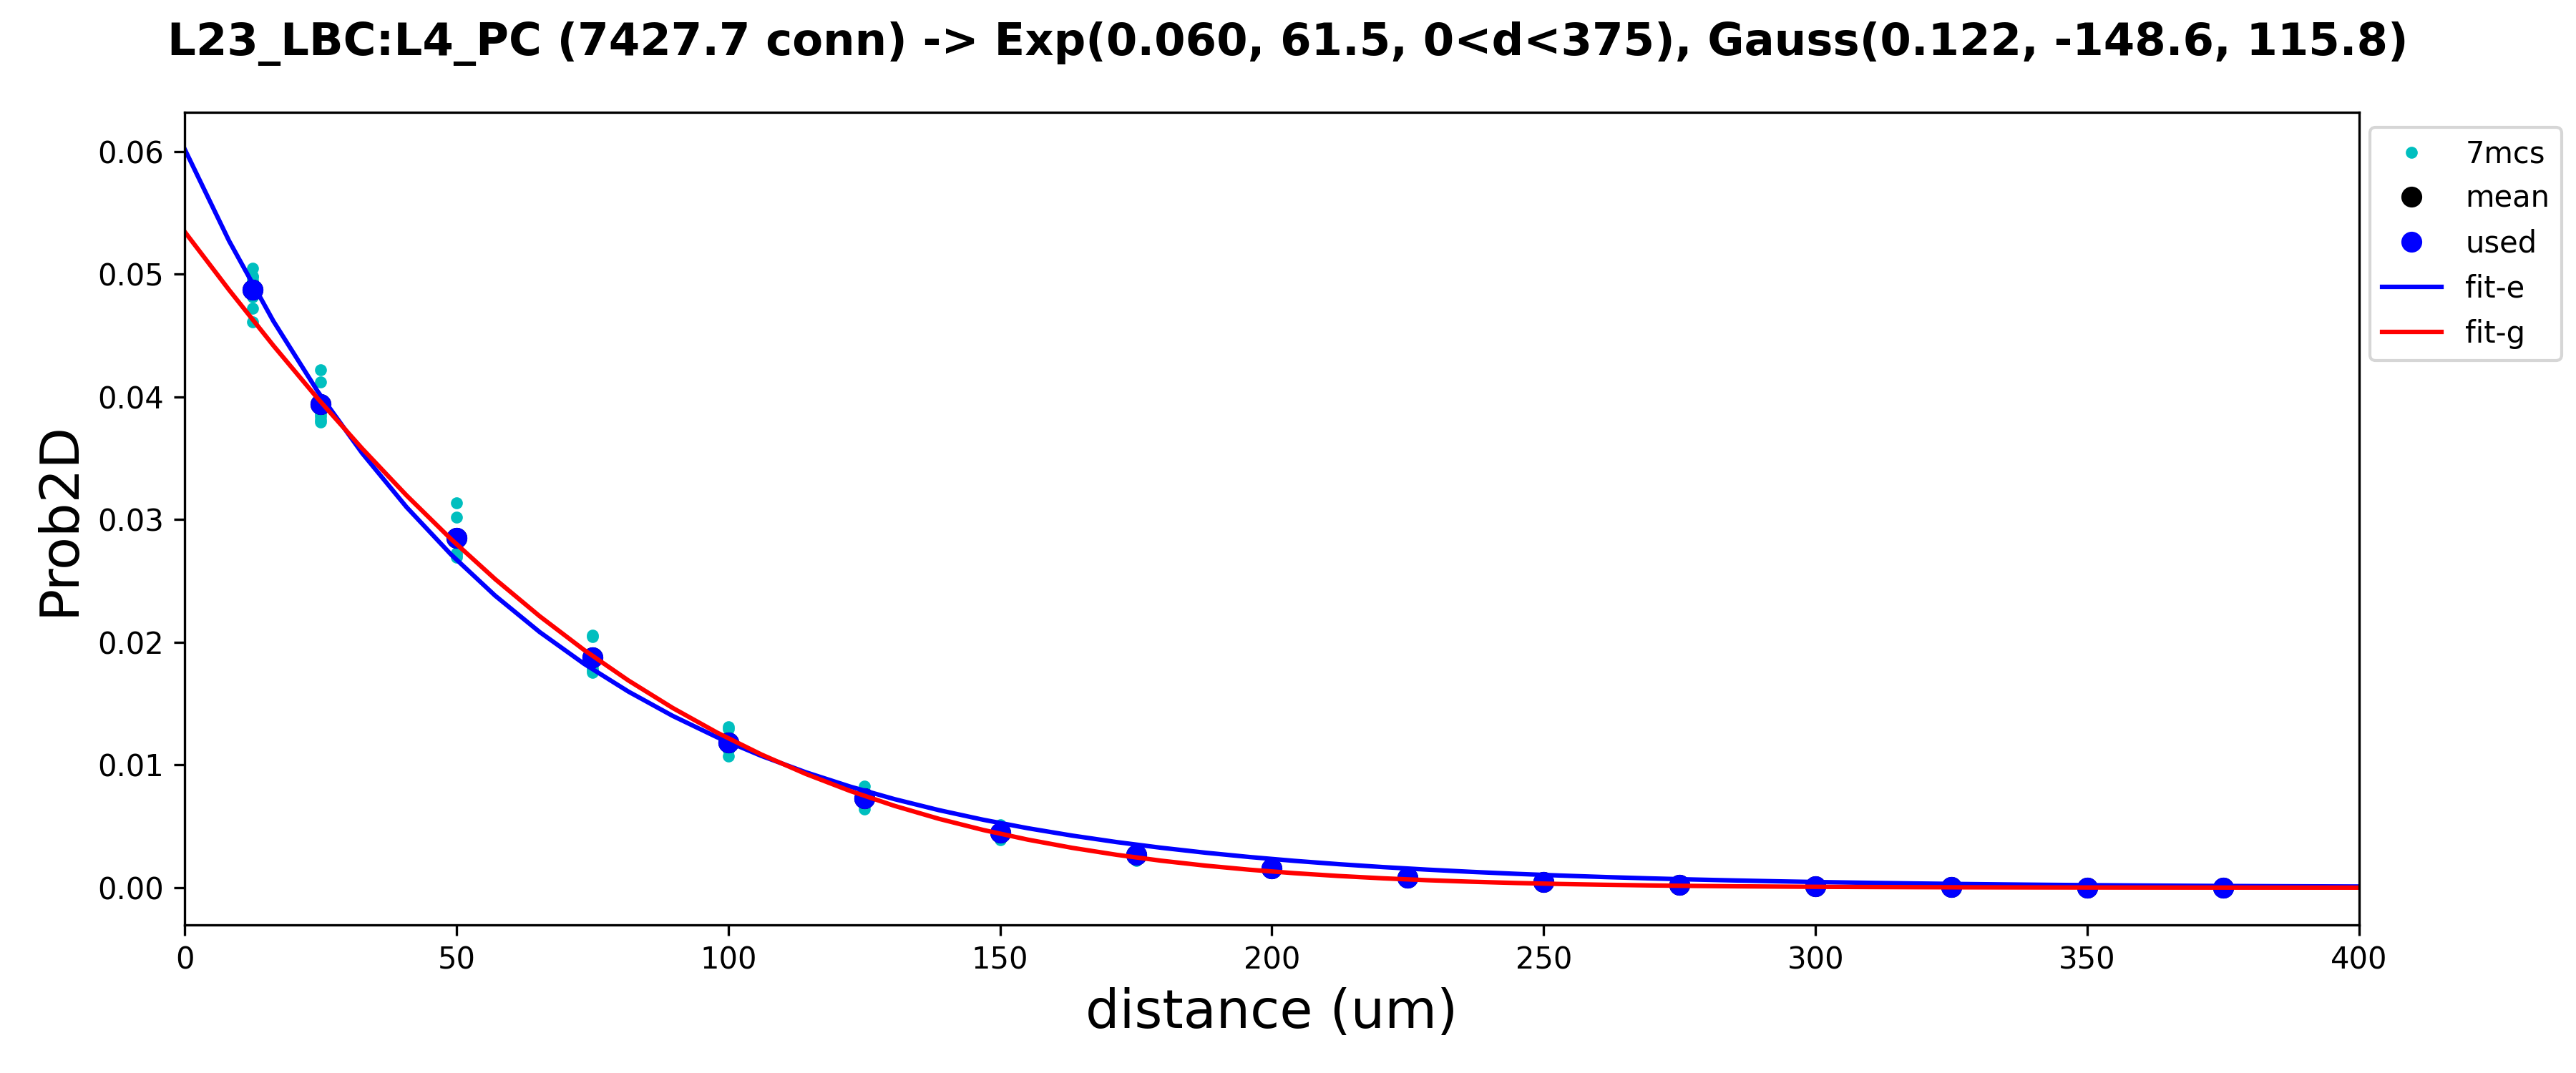 L23_LBC:L4_PC (7427.7 conn) -> Exp(0.060, 61.5, 0<d<375), Gauss(0.122, -148.6, 115.8)
7mcs
mean
used
fit-e
fit-g
Prob2D
0.06
0.05
0.04
0.03
0.02
0.01
0.00
0 50 100 150 200 250 300 350 400
distance (um)